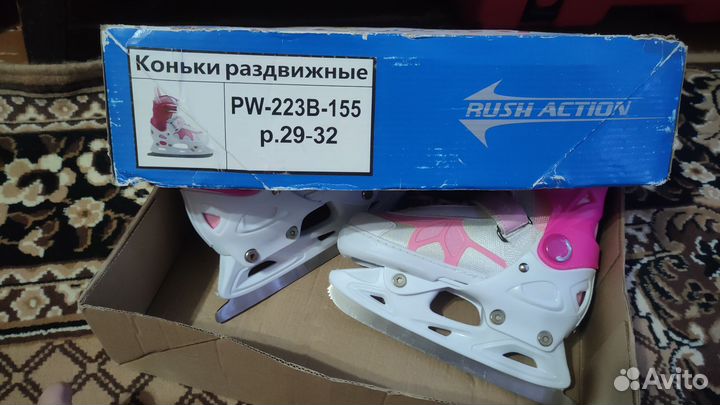 Коньки раздвижные
PW-223B-155
р.29-32
RUSH ACTION
Avito